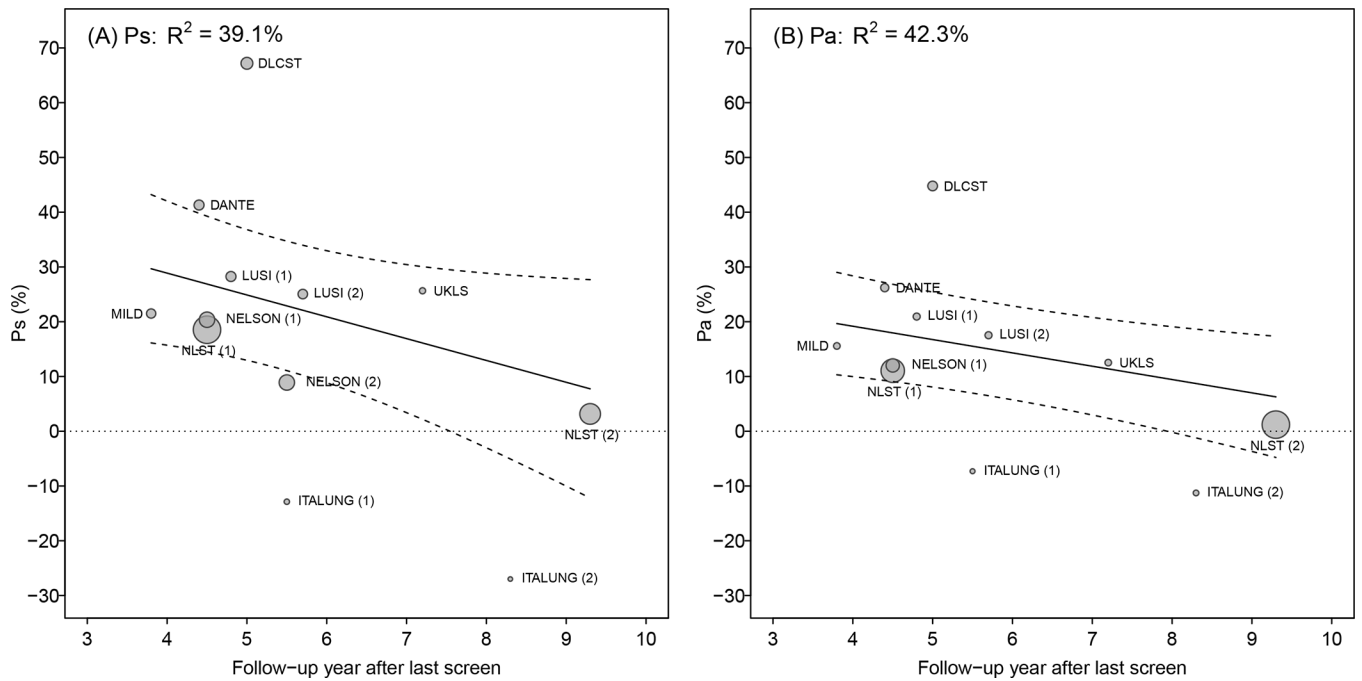 (A) Ps: R² = 39.1%
70
60
50
40
30
20
10
0
−10
−20
−30
Ps (%)
DLCST
DANTE
LUSI (1)
LUSI (2)
UKLS
MILD
NELSON (1)
NLST (1)
NELSON (2)
NLST (2)
ITALUNG (1)
ITALUNG (2)
3 4 5 6 7 8 9 10
Follow−up year after last screen
(B) Pa: R² = 42.3%
70
60
50
40
30
20
10
0
−10
−20
−30
Pa (%)
DLCST
DANTE
LUSI (1)
LUSI (2)
MILD
NELSON (1)
UKLS
NLST (1)
NLST (2)
ITALUNG (1)
ITALUNG (2)
3 4 5 6 7 8 9 10
Follow−up year after last screen